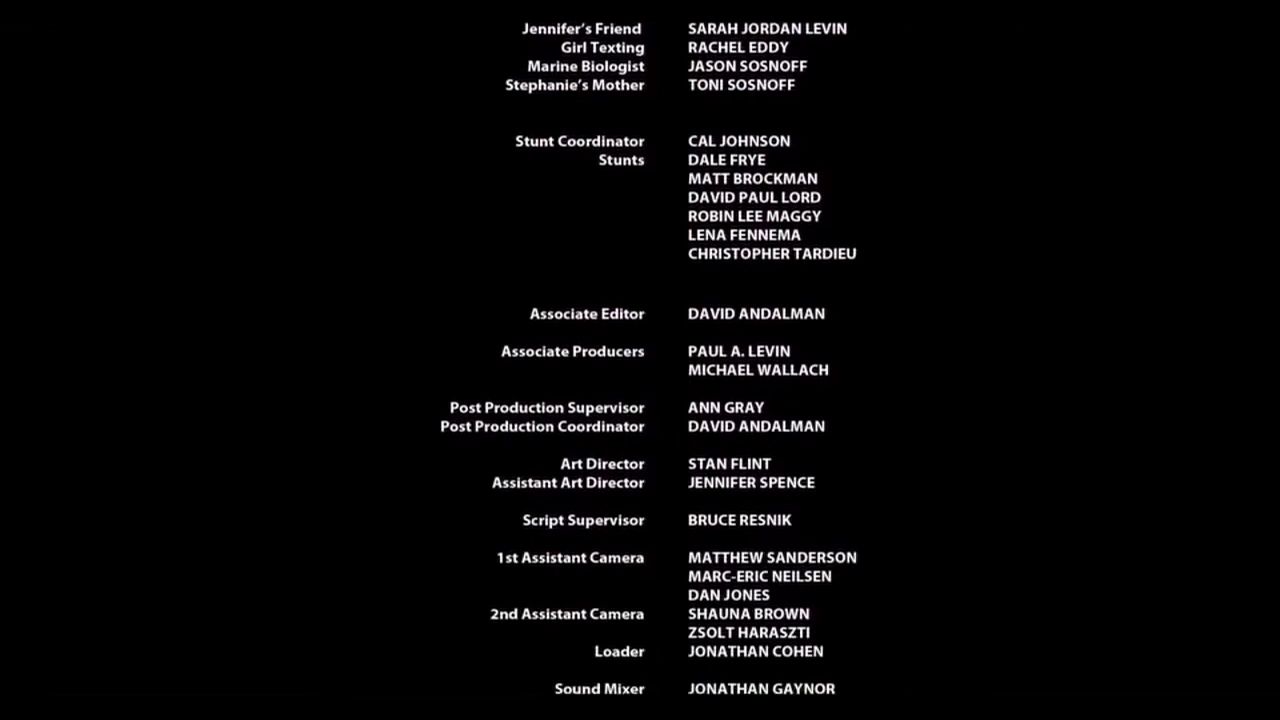 Jennifer's Friend SARAH JORDAN LEVIN
Girl Texting RACHEL EDDY
Marine Biologist JASON SOSNOFF
Stephanie's Mother TONI SOSNOFF
Stunt Coordinator CAL JOHNSON
Stunts DALE FRYE
MATT BROCKMAN
DAVID PAUL LORD
ROBIN LEE MAGGY
LENA FENNEMA
CHRISTOPHER TARDIEU
Associate Editor DAVID ANDALMAN
Associate Producers PAUL A. LEVIN
MICHAEL WALLACH
Post Production Supervisor ANN GRAY
Post Production Coordinator DAVID ANDALMAN
Art Director STAN FLINT
Assistant Art Director JENNIFER SPENCE
Script Supervisor BRUCE RESNIK
1st Assistant Camera MATTHEW SANDERSON
MARC-ERIC NEILSEN
DAN JONES
2nd Assistant Camera SHAUNA BROWN
ZSOLT HARASZTI
Loader JONATHAN COHEN
Sound Mixer JONATHAN GAYNOR